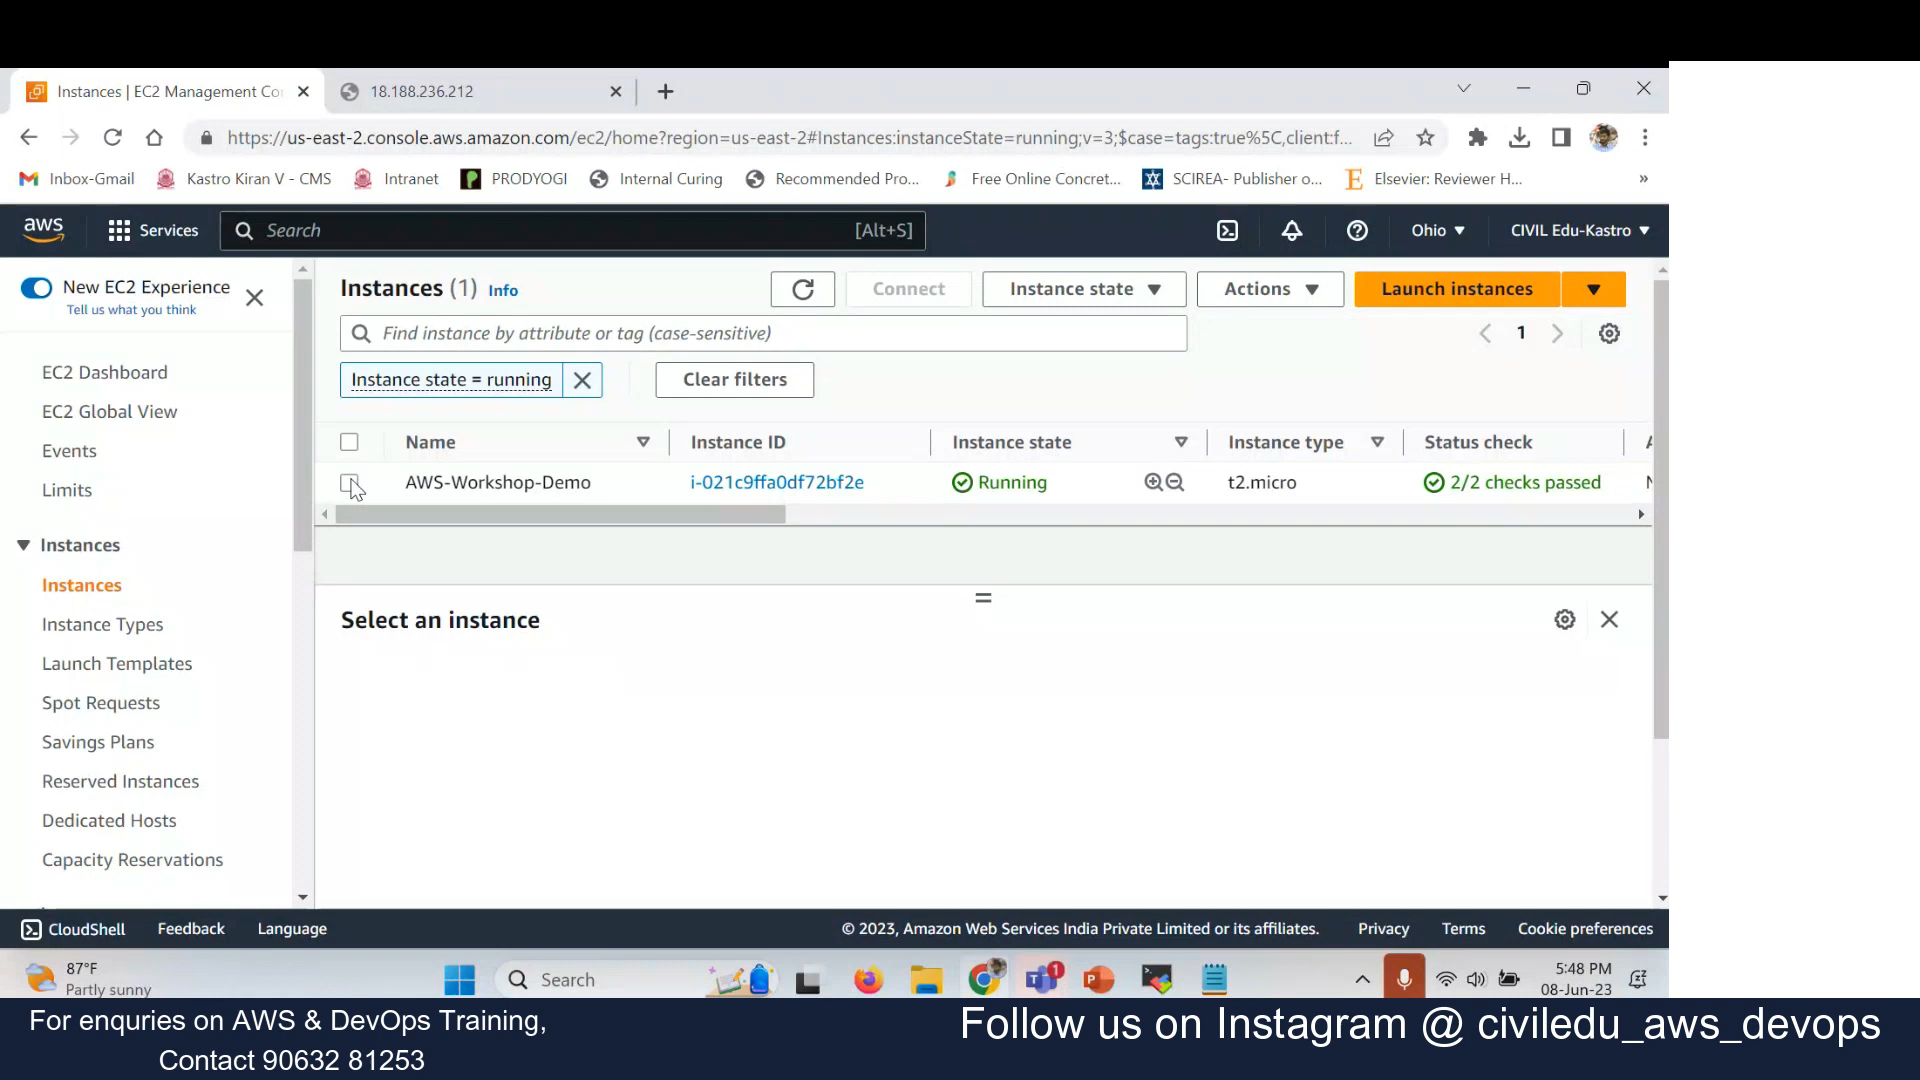 Instances | EC2 Management Co
18.188.236.212
https://us-east-2.console.aws.amazon.com/ec2/home?region=us-east-2#Instances:instanceState=running;v=3;$case=tags:true%5C,client:f...
Inbox-Gmail
Kastro Kiran V - CMS
Intranet
PRODYOGI
Internal Curing
Recommended Pro...
Free Online Concret...
SCIREA- Publisher o...
Elsevier: Reviewer H...
»
aws
Services
Search
[Alt+S]
Ohio
CIVIL Edu-Kastro
New EC2 Experience
Tell us what you think
EC2 Dashboard
EC2 Global View
Events
Limits
Instances
Instances
Instance Types
Launch Templates
Spot Requests
Savings Plans
Reserved Instances
Dedicated Hosts
Capacity Reservations
Instances (1) Info
Connect
Instance state
Actions
Launch instances
Find instance by attribute or tag (case-sensitive)
1
Instance state = running
Clear filters
Name
Instance ID
Instance state
Instance type
Status check
AWS-Workshop-Demo
i-021c9ffa0df72bf2e
Running
t2.micro
2/2 checks passed
Select an instance
CloudShell
Feedback
Language
© 2023, Amazon Web Services India Private Limited or its affiliates.
Privacy
Terms
Cookie preferences
87°F
Partly sunny
Search
1
5:48 PM
08-Jun-23
For enquries on AWS & DevOps Training,
Contact 90632 81253
Follow us on Instagram @ civiledu_aws_devops